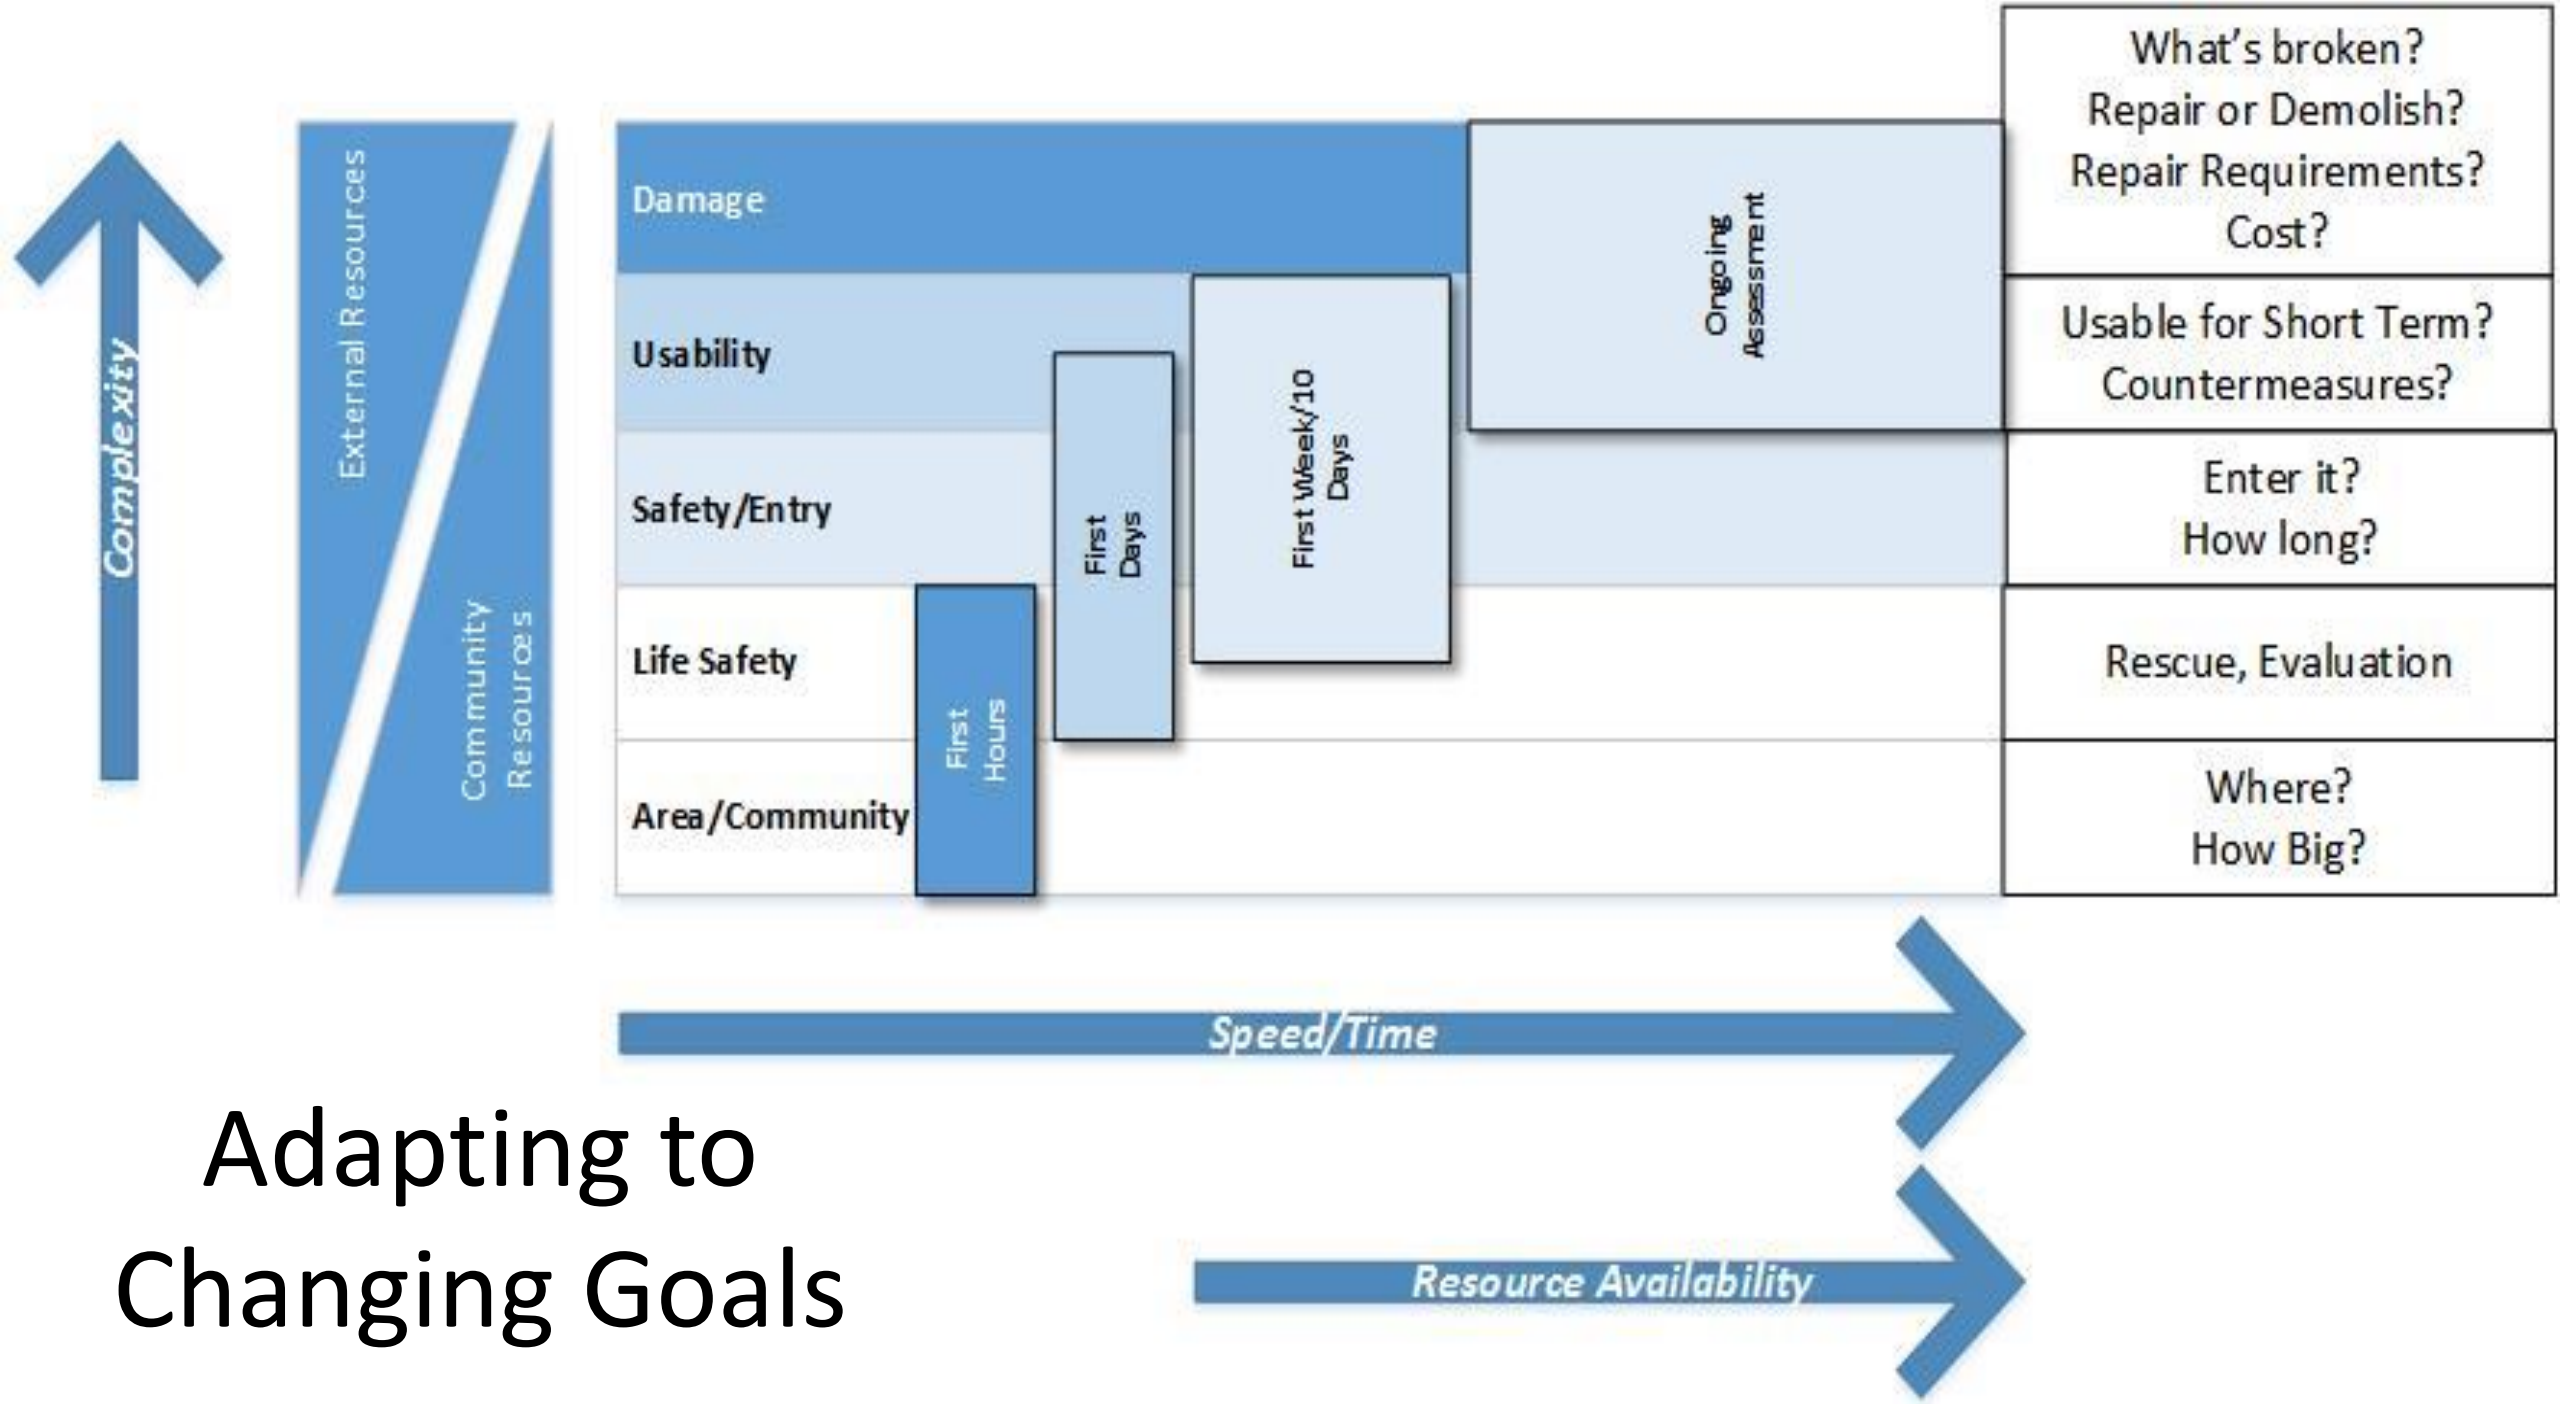 Complexity
External Resources
Community
Resources
Damage
Usability
Safety/Entry
Life Safety
Area/Community
First
Hours
First
Days
First Week/10
Days
Ongoing
Assessment
What's broken?
Repair or Demolish?
Repair Requirements?
Cost?
Usable for Short Term?
Countermeasures?
Enter it?
How long?
Rescue, Evaluation
Where?
How Big?
Speed/Time
Resource Availability
Adapting to
Changing Goals